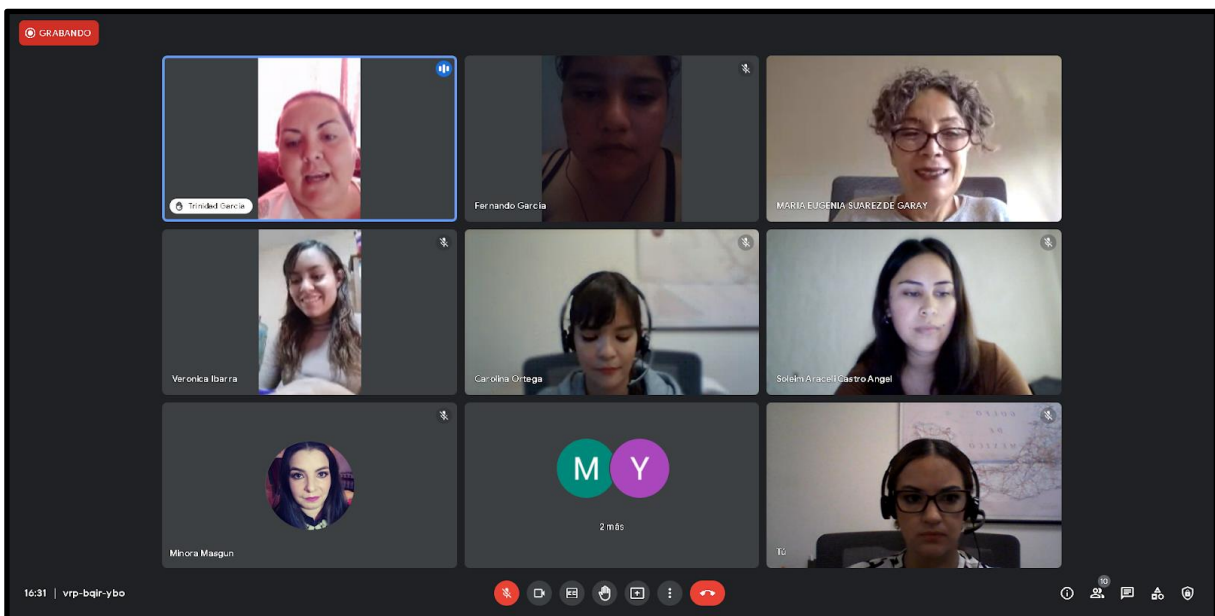 GRABANDO
Trinidad Garcia
Fernando Garcia
MARIA EUGENIA SUAREZ DE GARAY
Veronica Ibarra
Carolina Ortega
Soleim Araceli Castro Angel
Minora Masgun
M Y
2 más
Tú
16:31 | vrp-bqir-ybo
10